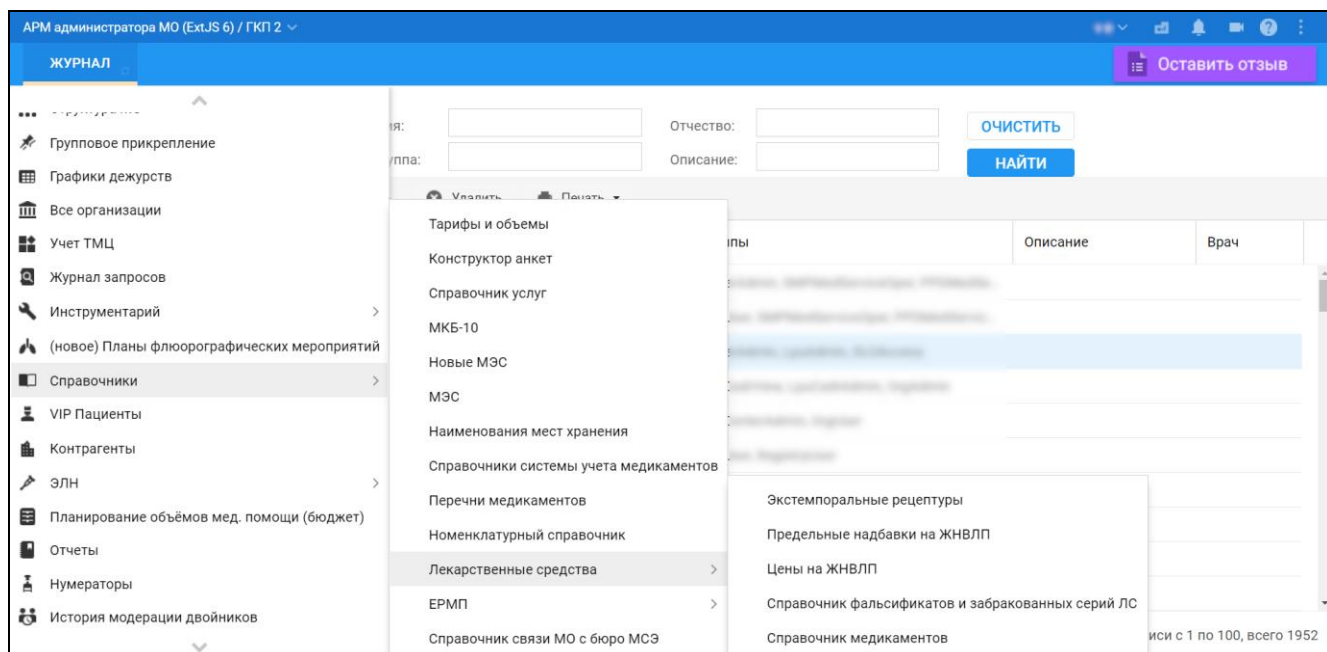 АРМ администратора МО (ExtJS 6) / ГКП 2
ЖУРНАЛ
Оставить отзыв
Групповое прикрепление
Графики дежурств
Все организации
Учет ТМЦ
Журнал запросов
Инструментарий
(новое) Планы флюорографических мероприятий
Справочники
VIP Пациенты
Контрагенты
ЭЛН
Планирование объёмов мед. помощи (бюджет)
Отчеты
Нумераторы
История модерации двойников
Отчество:
ОЧИСТИТЬ
Описание:
НАЙТИ
Удалить
Печать
Описание
Врач
Тарифы и объемы
Конструктор анкет
Справочник услуг
МКБ-10
Новые МЭС
МЭС
Наименования мест хранения
Справочники системы учета медикаментов
Перечни медикаментов
Номенклатурный справочник
Лекарственные средства
ЕРМП
Справочник связи МО с бюро МСЭ
Экстемпоральные рецептуры
Предельные надбавки на ЖНВЛП
Цены на ЖНВЛП
Справочник фальсификатов и забракованных серий ЛС
Справочник медикаментов
с 1 по 100, всего 1952